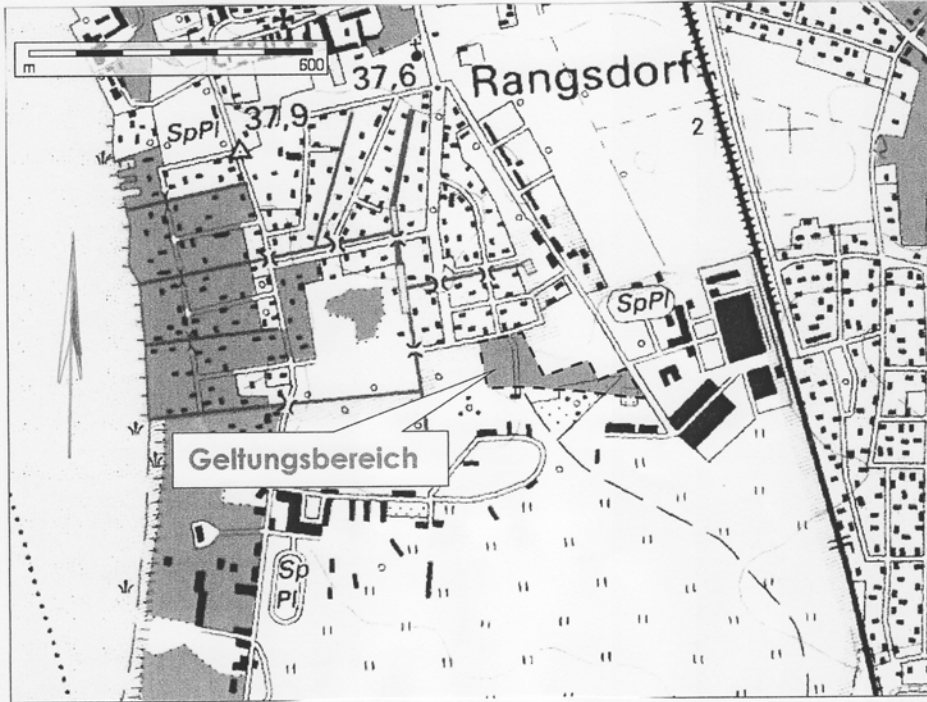 m 600
37,6
Rangsdorf
37,9
SpPl
2
SpPl
Geltungsbereich
Sp
Pl